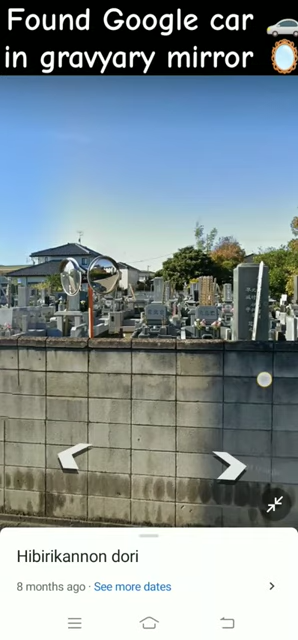 Found Google car
in gravyary mirror
Hibirikannon dori
8 months ago · See more dates